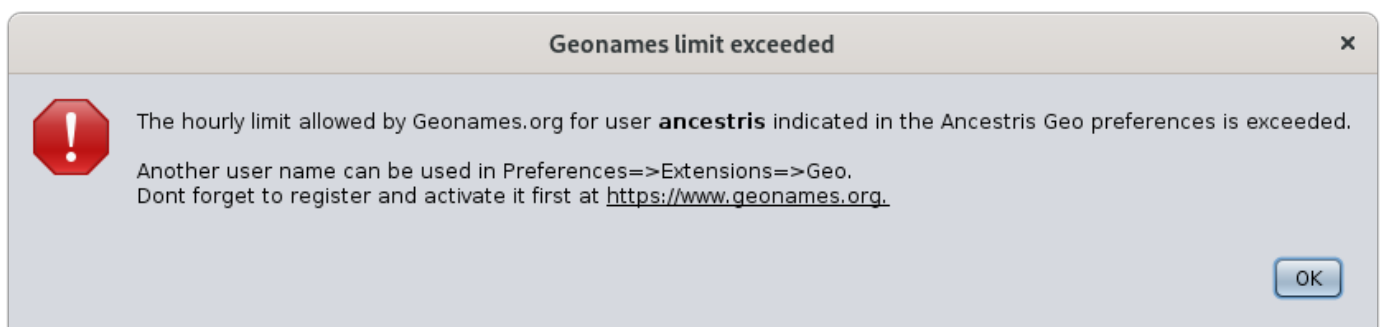 Geonames limit exceeded
The hourly limit allowed by Geonames.org for user ancestris indicated in the Ancestris Geo preferences is exceeded.
Another user name can be used in Preferences=>Extensions=>Geo.
Dont forget to register and activate it first at https://www.geonames.org.
OK